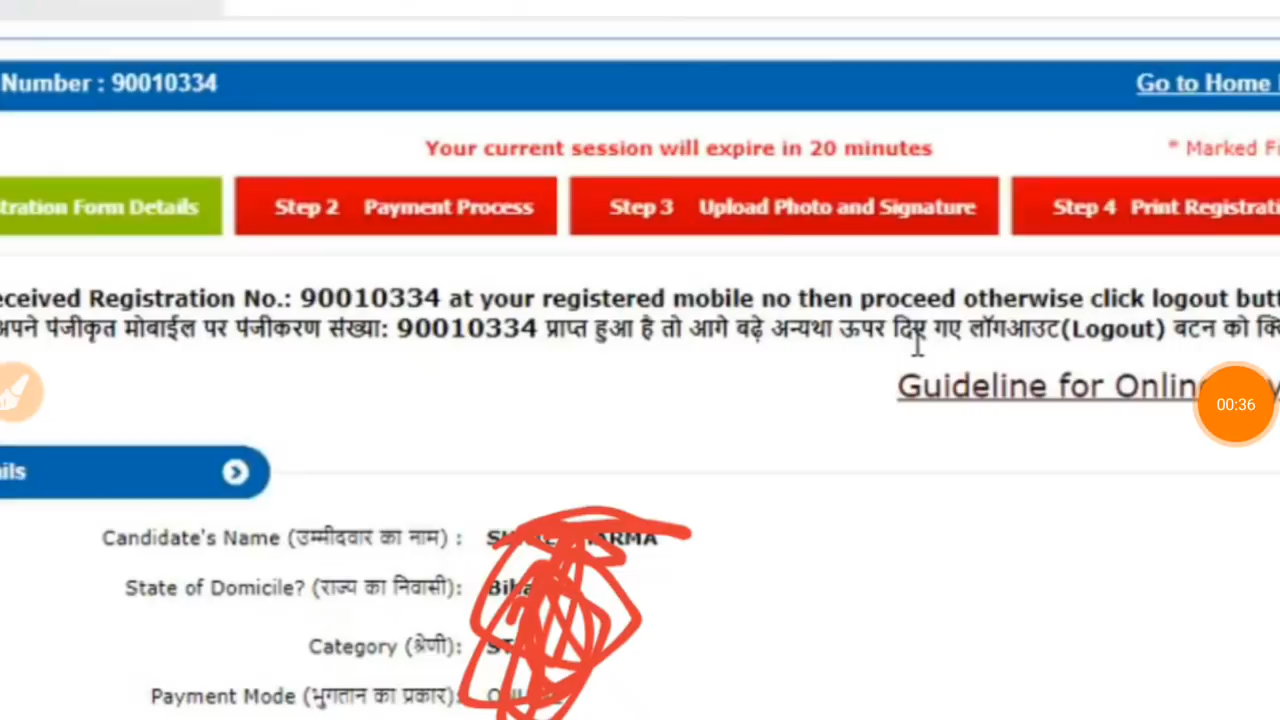 Number : 90010334
Go to Home
Your current session will expire in 20 minutes
* Marked
tration Form Details
Step 2 Payment Process
Step 3 Upload Photo and Signature
Step 4 Print Registrati
eceived Registration No.: 90010334 at your registered mobile no then proceed otherwise click logout butt
अपने पंजीकृत मोबाईल पर पंजीकरण संख्या: 90010334 प्राप्त हुआ है तो आगे बढ़े अन्यथा ऊपर दिए गए लॉगआउट(Logout) बटन को
Guideline for Onlin
00:36
ils
Candidate's Name (उम्मीदवार का नाम) :
State of Domicile? (राज्य का निवासी):
Category (श्रेणी):
Payment Mode (भुगतान का प्रकार):